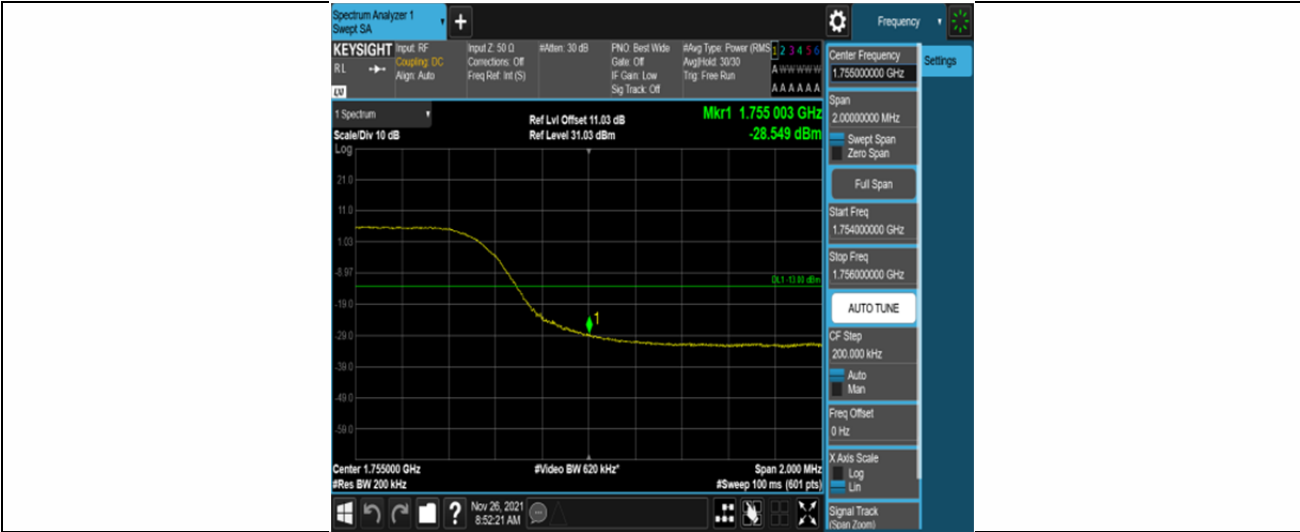 Spectrum Analyzer 1
Swept SA
+
Frequency
KEYSIGHT
RL
Input: RF
Coupling: DC
Align: Auto
Input Z: 50 Ω
Corrections: Off
Freq Ref: Int (S)
#Atten: 30 dB
PNO: Best Wide
Gate: Off
IF Gain: Low
Sig Track: Off
#Avg Type: Power (RMS
Avg|Hold: 30/30
Trig: Free Run
1 2 3 4 5 6
A W W W W W
A A A A A A
Center Frequency
1.755000000 GHz
Settings
Span
2.00000000 MHz
Swept Span
Zero Span
Full Span
Start Freq
1.754000000 GHz
Stop Freq
1.756000000 GHz
AUTO TUNE
CF Step
200.000 kHz
Auto
Man
Freq Offset
0 Hz
X Axis Scale
Log
Lin
Signal Track
(Span Zoom)
1 Spectrum
Scale/Div 10 dB
Log
Ref Lvl Offset 11.03 dB
Ref Level 31.03 dBm
Mkr1 1.755 003 GHz
-28.549 dBm
21.0
11.0
1.03
-8.97
DL1 -13.00 dBm
-19.0
1
-29.0
-39.0
-49.0
-59.0
Center 1.755000 GHz
#Res BW 200 kHz
#Video BW 620 kHz*
Span 2.000 MHz
#Sweep 100 ms (601 pts)
?
Nov 26, 2021
8:52:21 AM